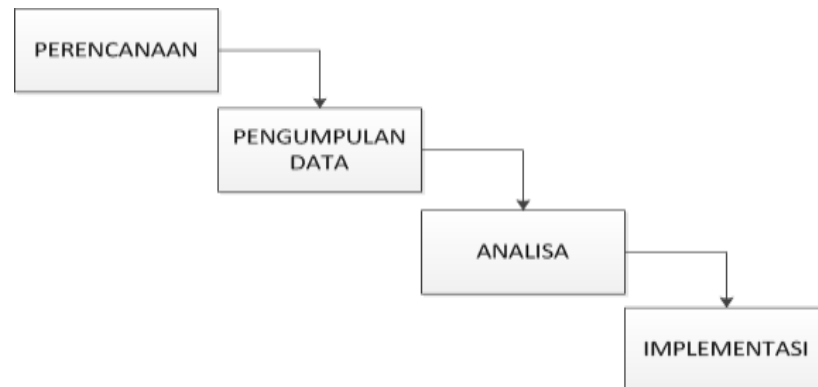 PERENCANAAN
PENGUMPULAN
DATA
ANALISA
IMPLEMENTASI